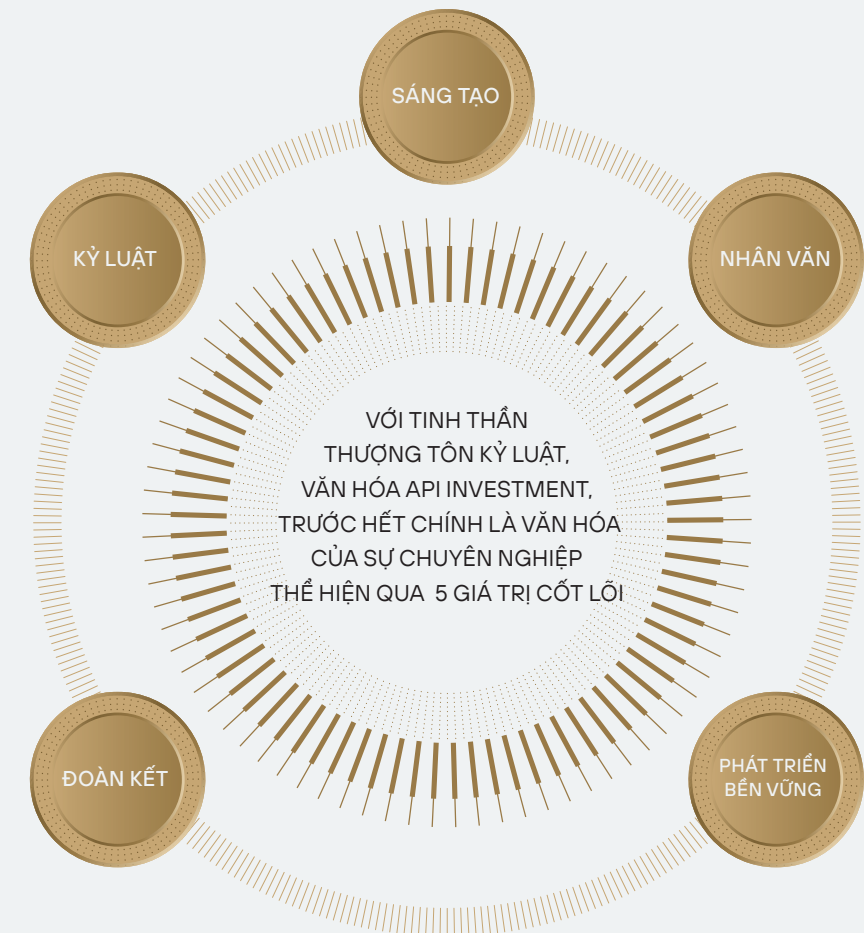 SÁNG TẠO
KỶ LUẬT
NHÂN VĂN
VỚI TINH THẦN
THƯỢNG TÔN KỶ LUẬT,
VĂN HÓA API INVESTMENT,
TRƯỚC HẾT CHÍNH LÀ VĂN HÓA
CỦA SỰ CHUYÊN NGHIỆP
THỂ HIỆN QUA 5 GIÁ TRỊ CỐT LÕI
ĐOÀN KẾT
PHÁT TRIỂN
BỀN VỮNG